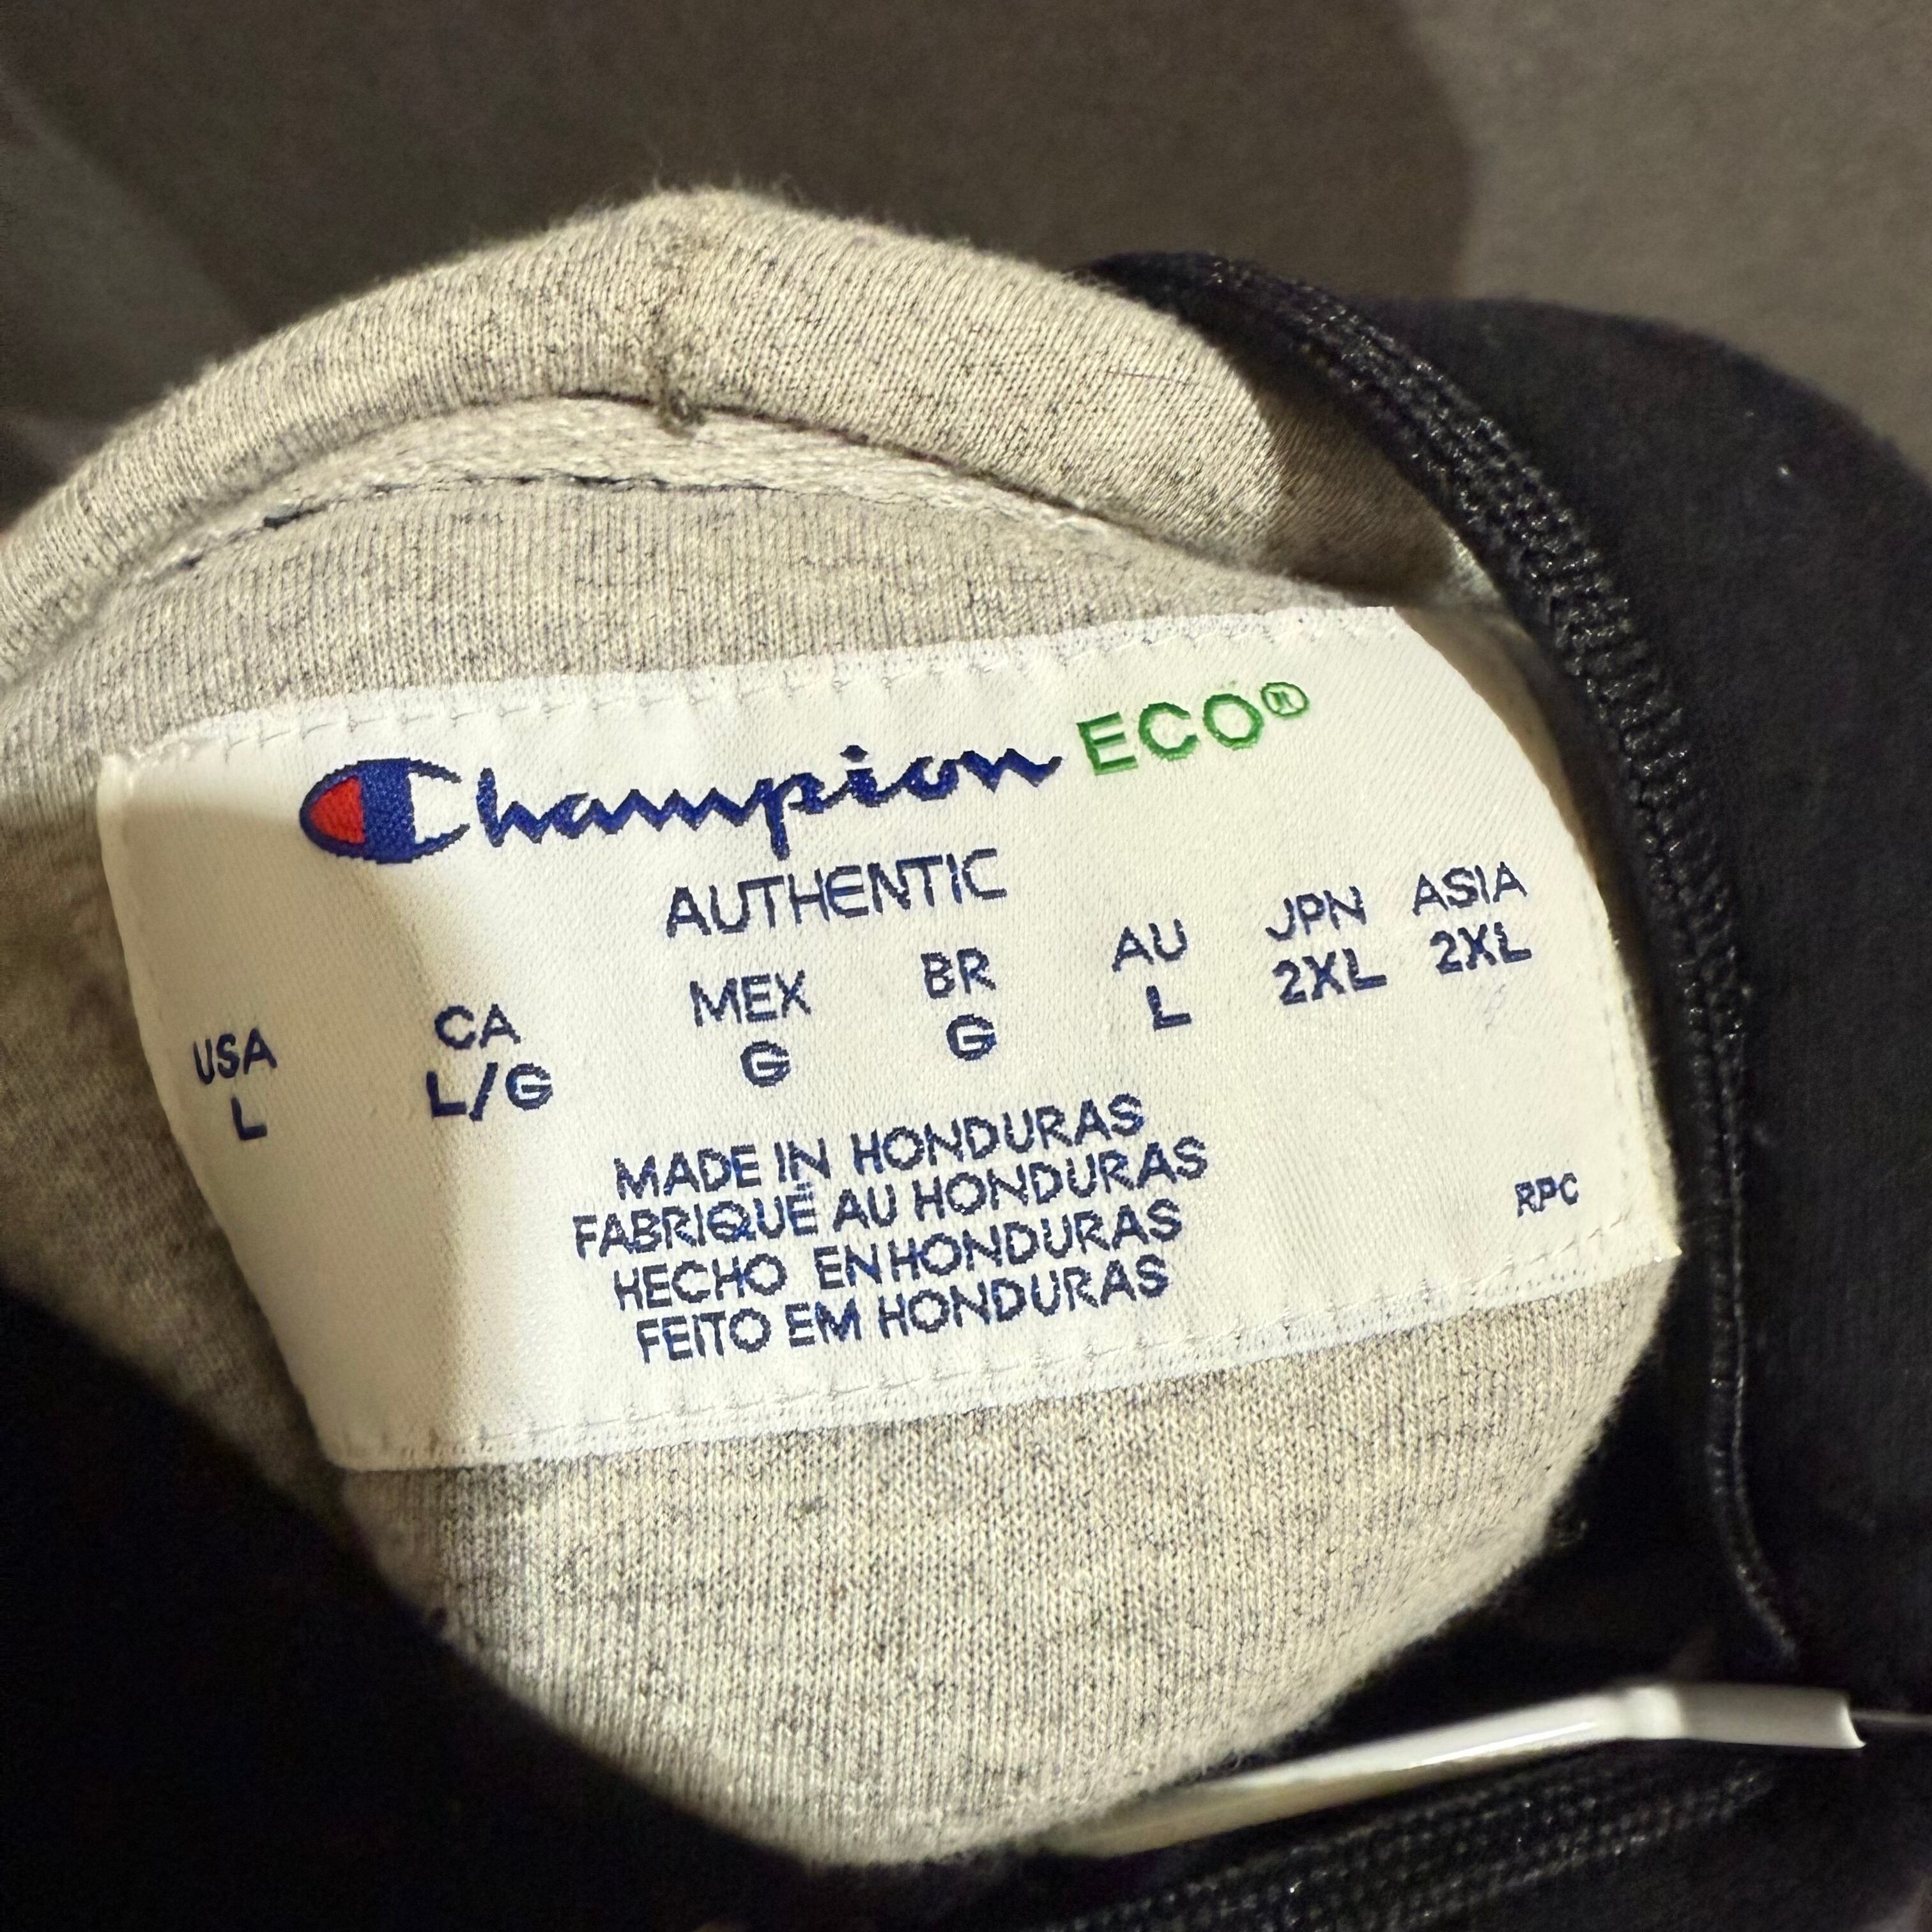 Champion ECO®
AUTHENTIC
USA CA MEX BR AU JPN ASIA
L L/G G G L 2XL 2XL
MADE IN HONDURAS
FABRIQUÉ AU HONDURAS
HECHO EN HONDURAS
FEITO EM HONDURAS
RPC